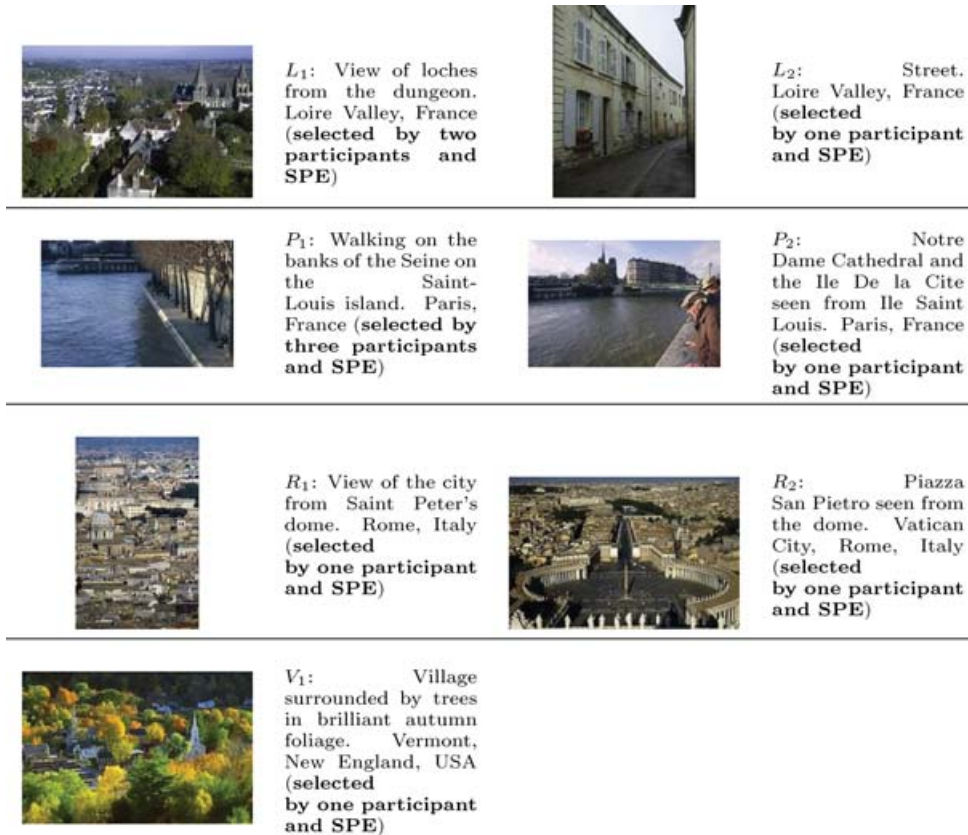 L1: View of loches
from the dungeon.
Loire Valley, France
(selected by two
participants and
SPE)
L2: Street.
Loire Valley, France
(selected
by one participant
and SPE)
P1: Walking on the
banks of the Seine on
the Saint-
Louis island. Paris,
France (selected by
three participants
and SPE)
P2: Notre
Dame Cathedral and
the Ile De la Cite
seen from Ile Saint
Louis. Paris, France
(selected
by one participant
and SPE)
R1: View of the city
from Saint Peter's
dome. Rome, Italy
(selected
by one participant
and SPE)
R2: Piazza
San Pietro seen from
the dome. Vatican
City, Rome, Italy
(selected
by one participant
and SPE)
V1: Village
surrounded by trees
in brilliant autumn
foliage. Vermont,
New England, USA
(selected
by one participant
and SPE)